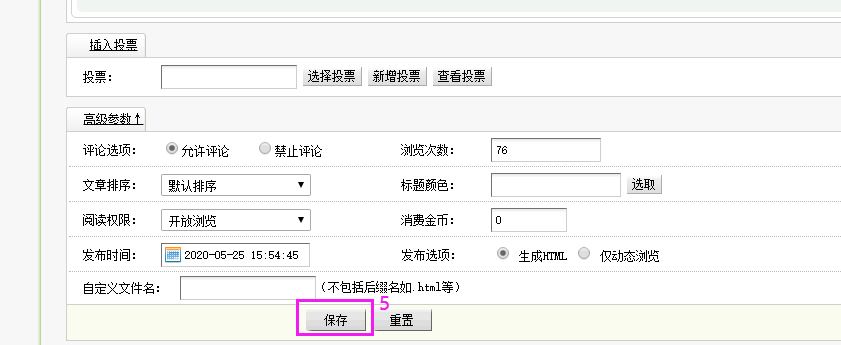 插入投票
投票： 选择投票 新增投票 查看投票
高级参数↑
评论选项： 允许评论 禁止评论 浏览次数： 76
文章排序： 默认排序 标题颜色： 选取
阅读权限： 开放浏览 消费金币： 0
发布时间： 2020-05-25 15:54:45 发布选项： 生成HTML 仅动态浏览
自定义文件名： （不包括后缀名如.html等）
保存 5 重置